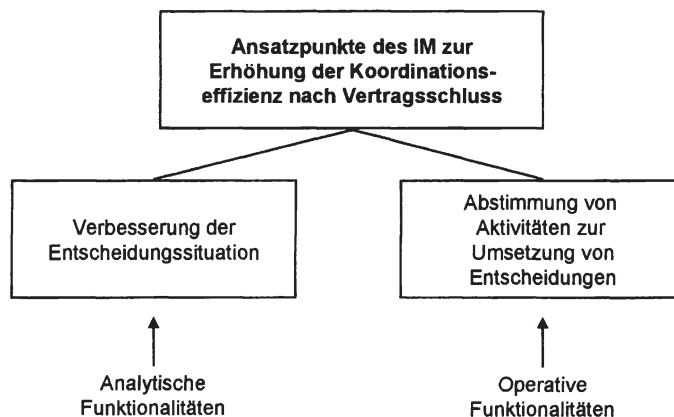 Ansatzpunkte des IM zur
Erhöhung der Koordinations-
effizienz nach Vertragsschluss
Verbesserung der
Entscheidungssituation
Abstimmung von
Aktivitäten zur
Umsetzung von
Entscheidungen
Analytische
Funktionalitäten
Operative
Funktionalitäten